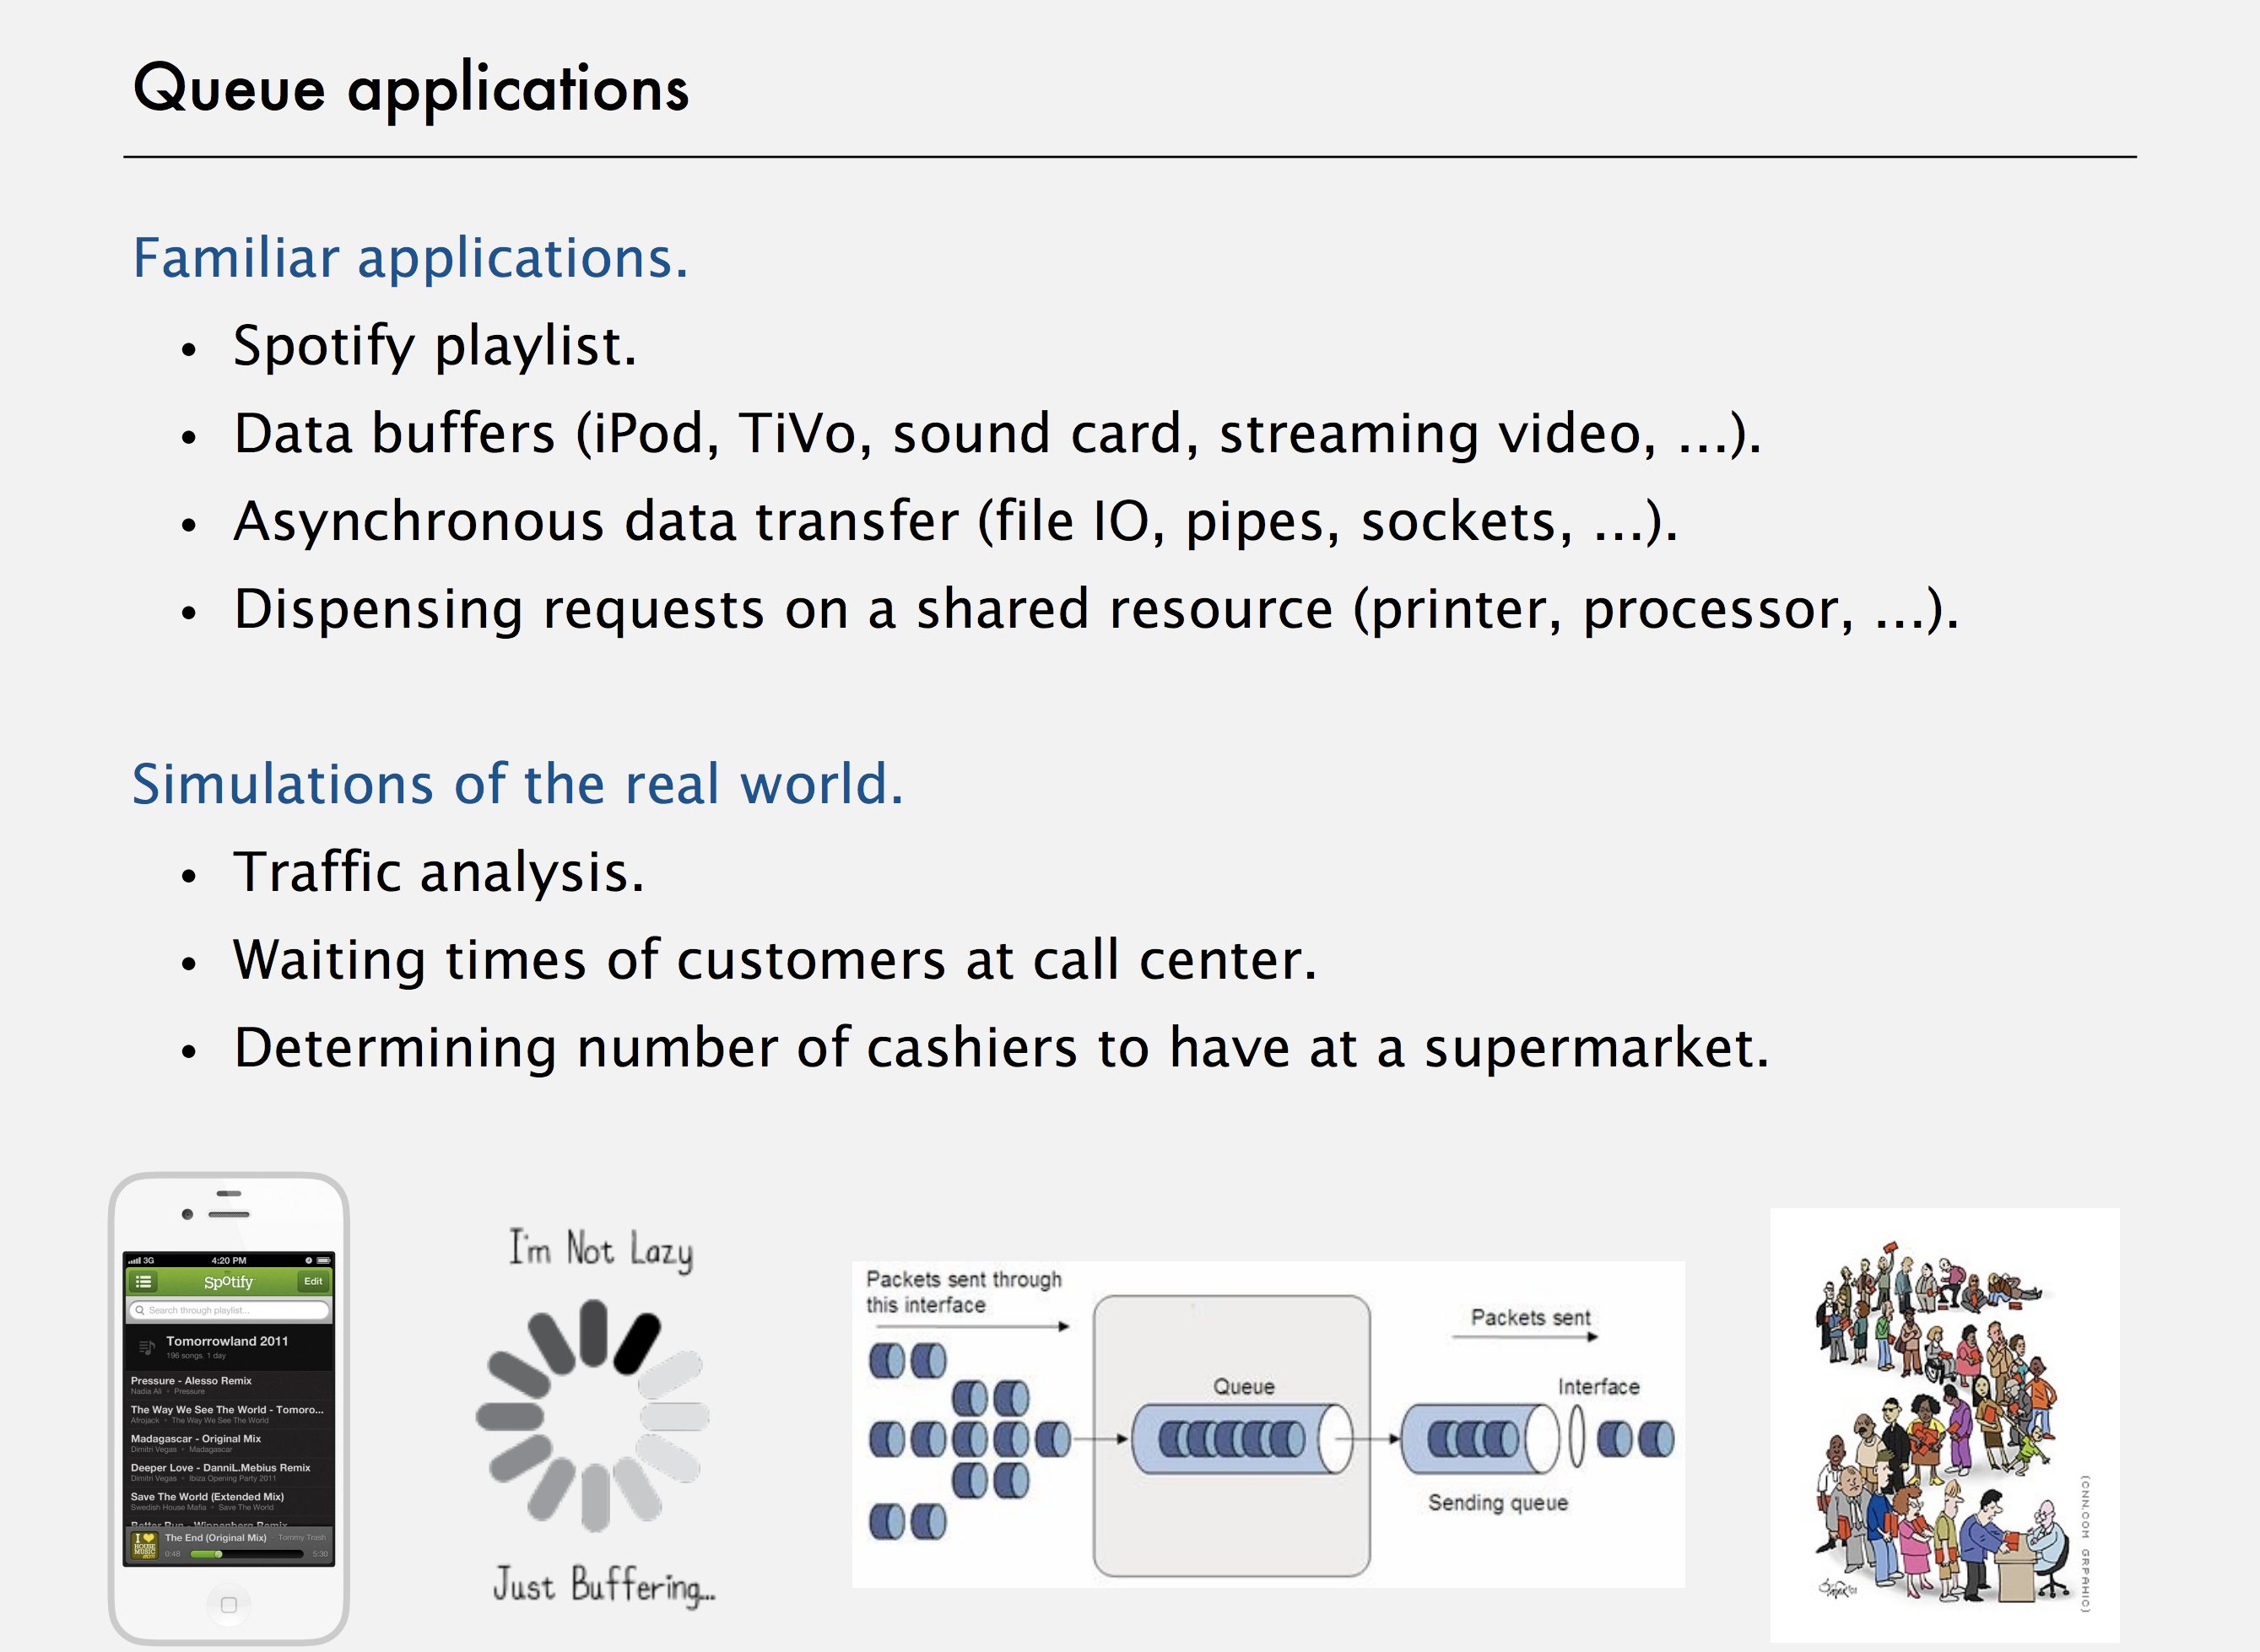 Queue applications
Familiar applications.
• Spotify playlist.
• Data buffers (iPod, TiVo, sound card, streaming video, ...).
• Asynchronous data transfer (file IO, pipes, sockets, ...).
• Dispensing requests on a shared resource (printer, processor, ...).
Simulations of the real world.
• Traffic analysis.
• Waiting times of customers at call center.
• Determining number of cashiers to have at a supermarket.
3G 4:20 PM
Spotify Edit
Search through playlist...
Tomorrowland 2011
196 songs. 1 day
Pressure - Alesso Remix
Nadia Ali • Pressure
The Way We See The World - Tomoro...
Afrojack • The Way We See The World
Madagascar - Original Mix
Dimitri Vegas • Madagascar
Deeper Love - DanniL.Mebius Remix
Dimitri Vegas • Ibiza Opening Party 2011
Save The World (Extended Mix)
Swedish House Mafia • Save The World
The End (Original Mix) Tommy Trash
0:48 5:30
I'm Not Lazy
Just Buffering...
Packets sent through
this interface
Queue
Packets sent
Interface
Sending queue
(CNN.COM GRPAHIC)